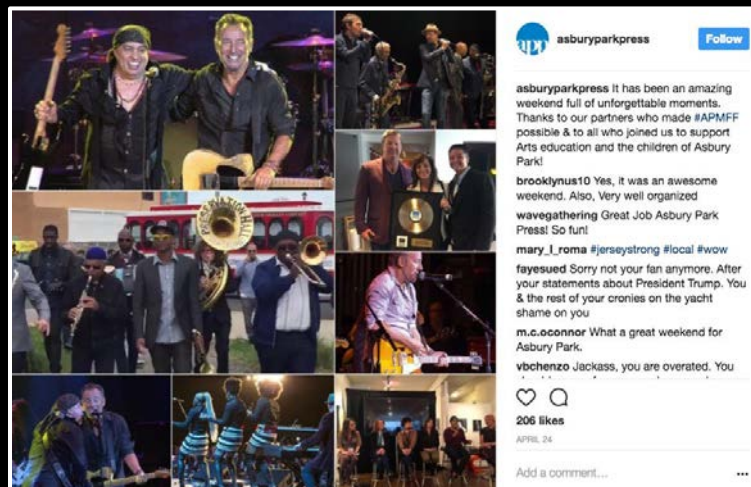 PRESERVATION HALL
app
asburyparkpress
Follow
asburyparkpress It has been an amazing
weekend full of unforgettable moments.
Thanks to our partners who made #APMFF
possible & to all who joined us to support
Arts education and the children of Asbury
Park!
brooklynus10 Yes, it was an awesome
weekend. Also, Very well organized
wavegathering Great Job Asbury Park
Press! So fun!
mary_l_roma #jerseystrong #local #wow
fayesued Sorry not your fan anymore. After
your statements about President Trump. You
& the rest of your cronies on the yacht
shame on you
m.c.oconnor What a great weekend for
Asbury Park.
vbchenzo Jackass, you are overated. You
206 likes
APRIL 24
Add a comment...